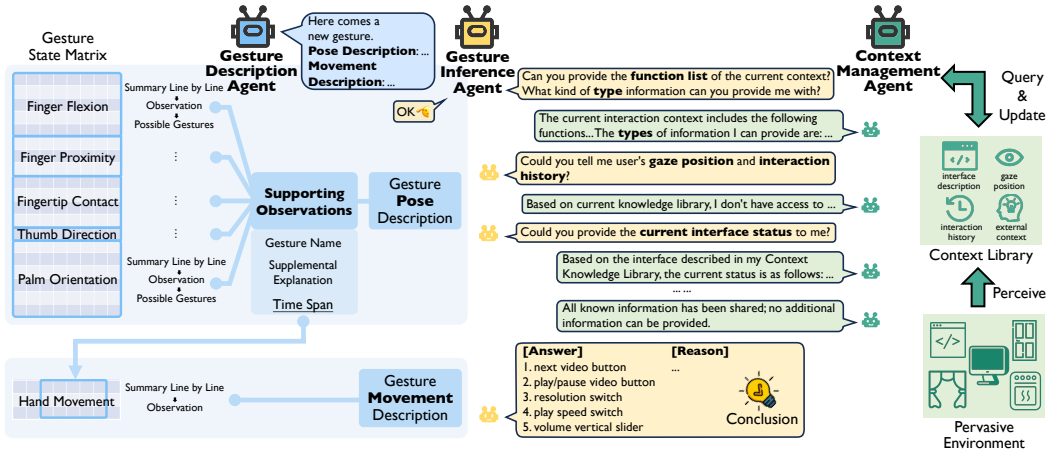 Gesture
State Matrix
Finger Flexion
Finger Proximity
Fingertip Contact
Thumb Direction
Palm Orientation
Summary Line by Line
Observation
Possible Gestures
⋮
⋮
⋮
Summary Line by Line
Observation
Possible Gestures
Gesture
Description
Agent
Here comes a
new gesture.
Pose Description: ...
Movement
Description: ...
Supporting
Observations
Gesture Name
Supplemental
Explanation
Time Span
Gesture
Pose
Description
Hand Movement
Summary Line by Line
Observation
Gesture
Movement
Description
Gesture
Inference
Agent
OK
Can you provide the function list of the current context?
What kind of type information can you provide me with?
The current interaction context includes the following
functions...The types of information I can provide are: ...
Could you tell me user's gaze position and interaction
history?
Based on current knowledge library, I don't have access to ...
Could you provide the current interface status to me?
Based on the interface described in my Context
Knowledge Library, the current status is as follows: ...
... ...
All known information has been shared; no additional
information can be provided.
[Answer]
1. next video button
2. play/pause video button
3. resolution switch
4. play speed switch
5. volume vertical slider
[Reason]
...
Conclusion
Context
Management
Agent
Query
&
Update
interface
description
gaze
position
interaction
history
external
context
Context Library
Perceive
Pervasive
Environment